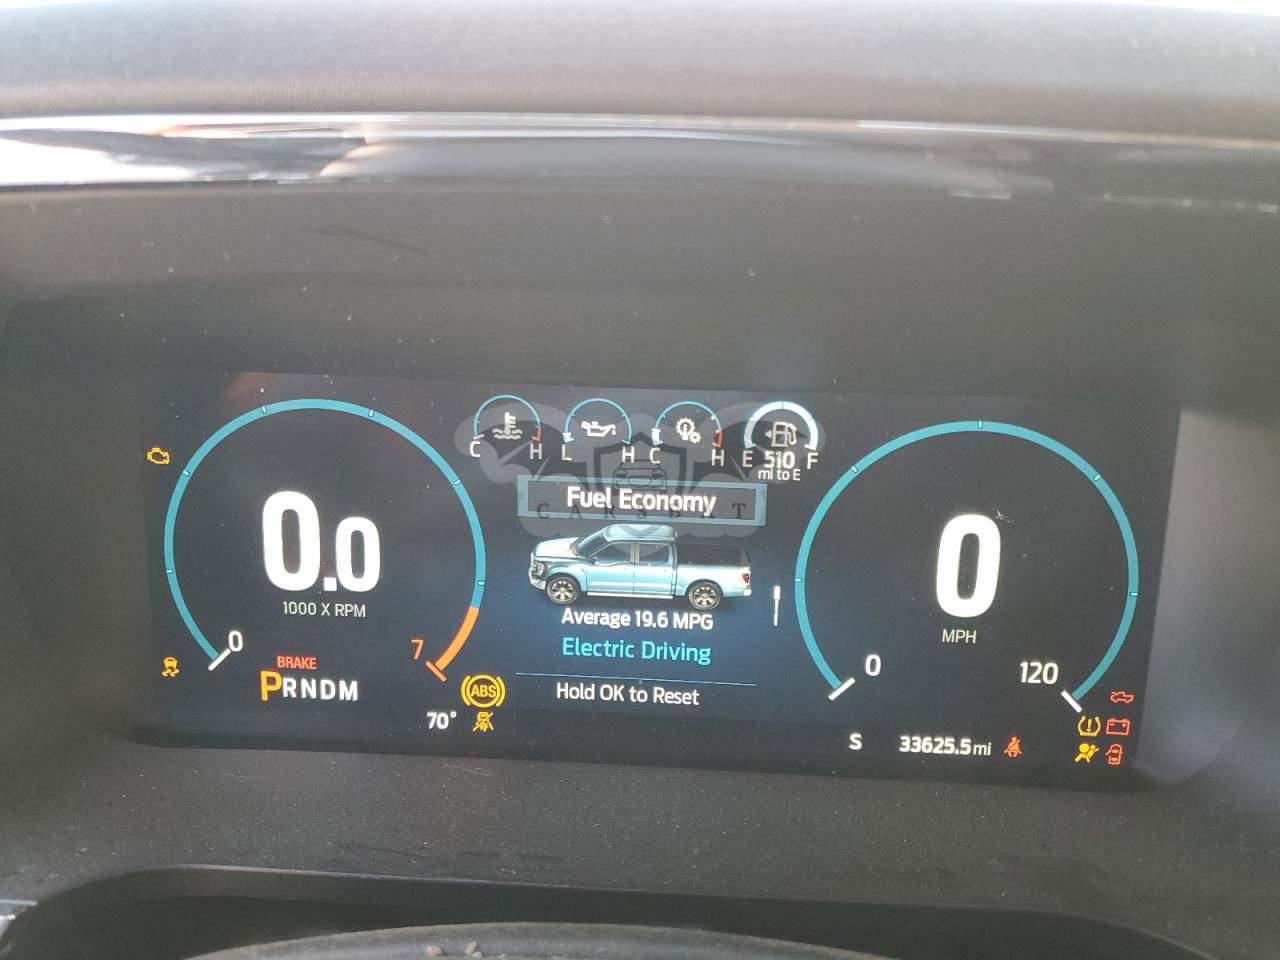 C H L H C H E 510 F
mi to E
Fuel Economy
CARSBAT
0.0
1000 X RPM
0
7
BRAKE
PRNDM
Average 19.6 MPG
Electric Driving
Hold OK to Reset
ABS
70°
0
MPH
0
120
S
33625.5 mi